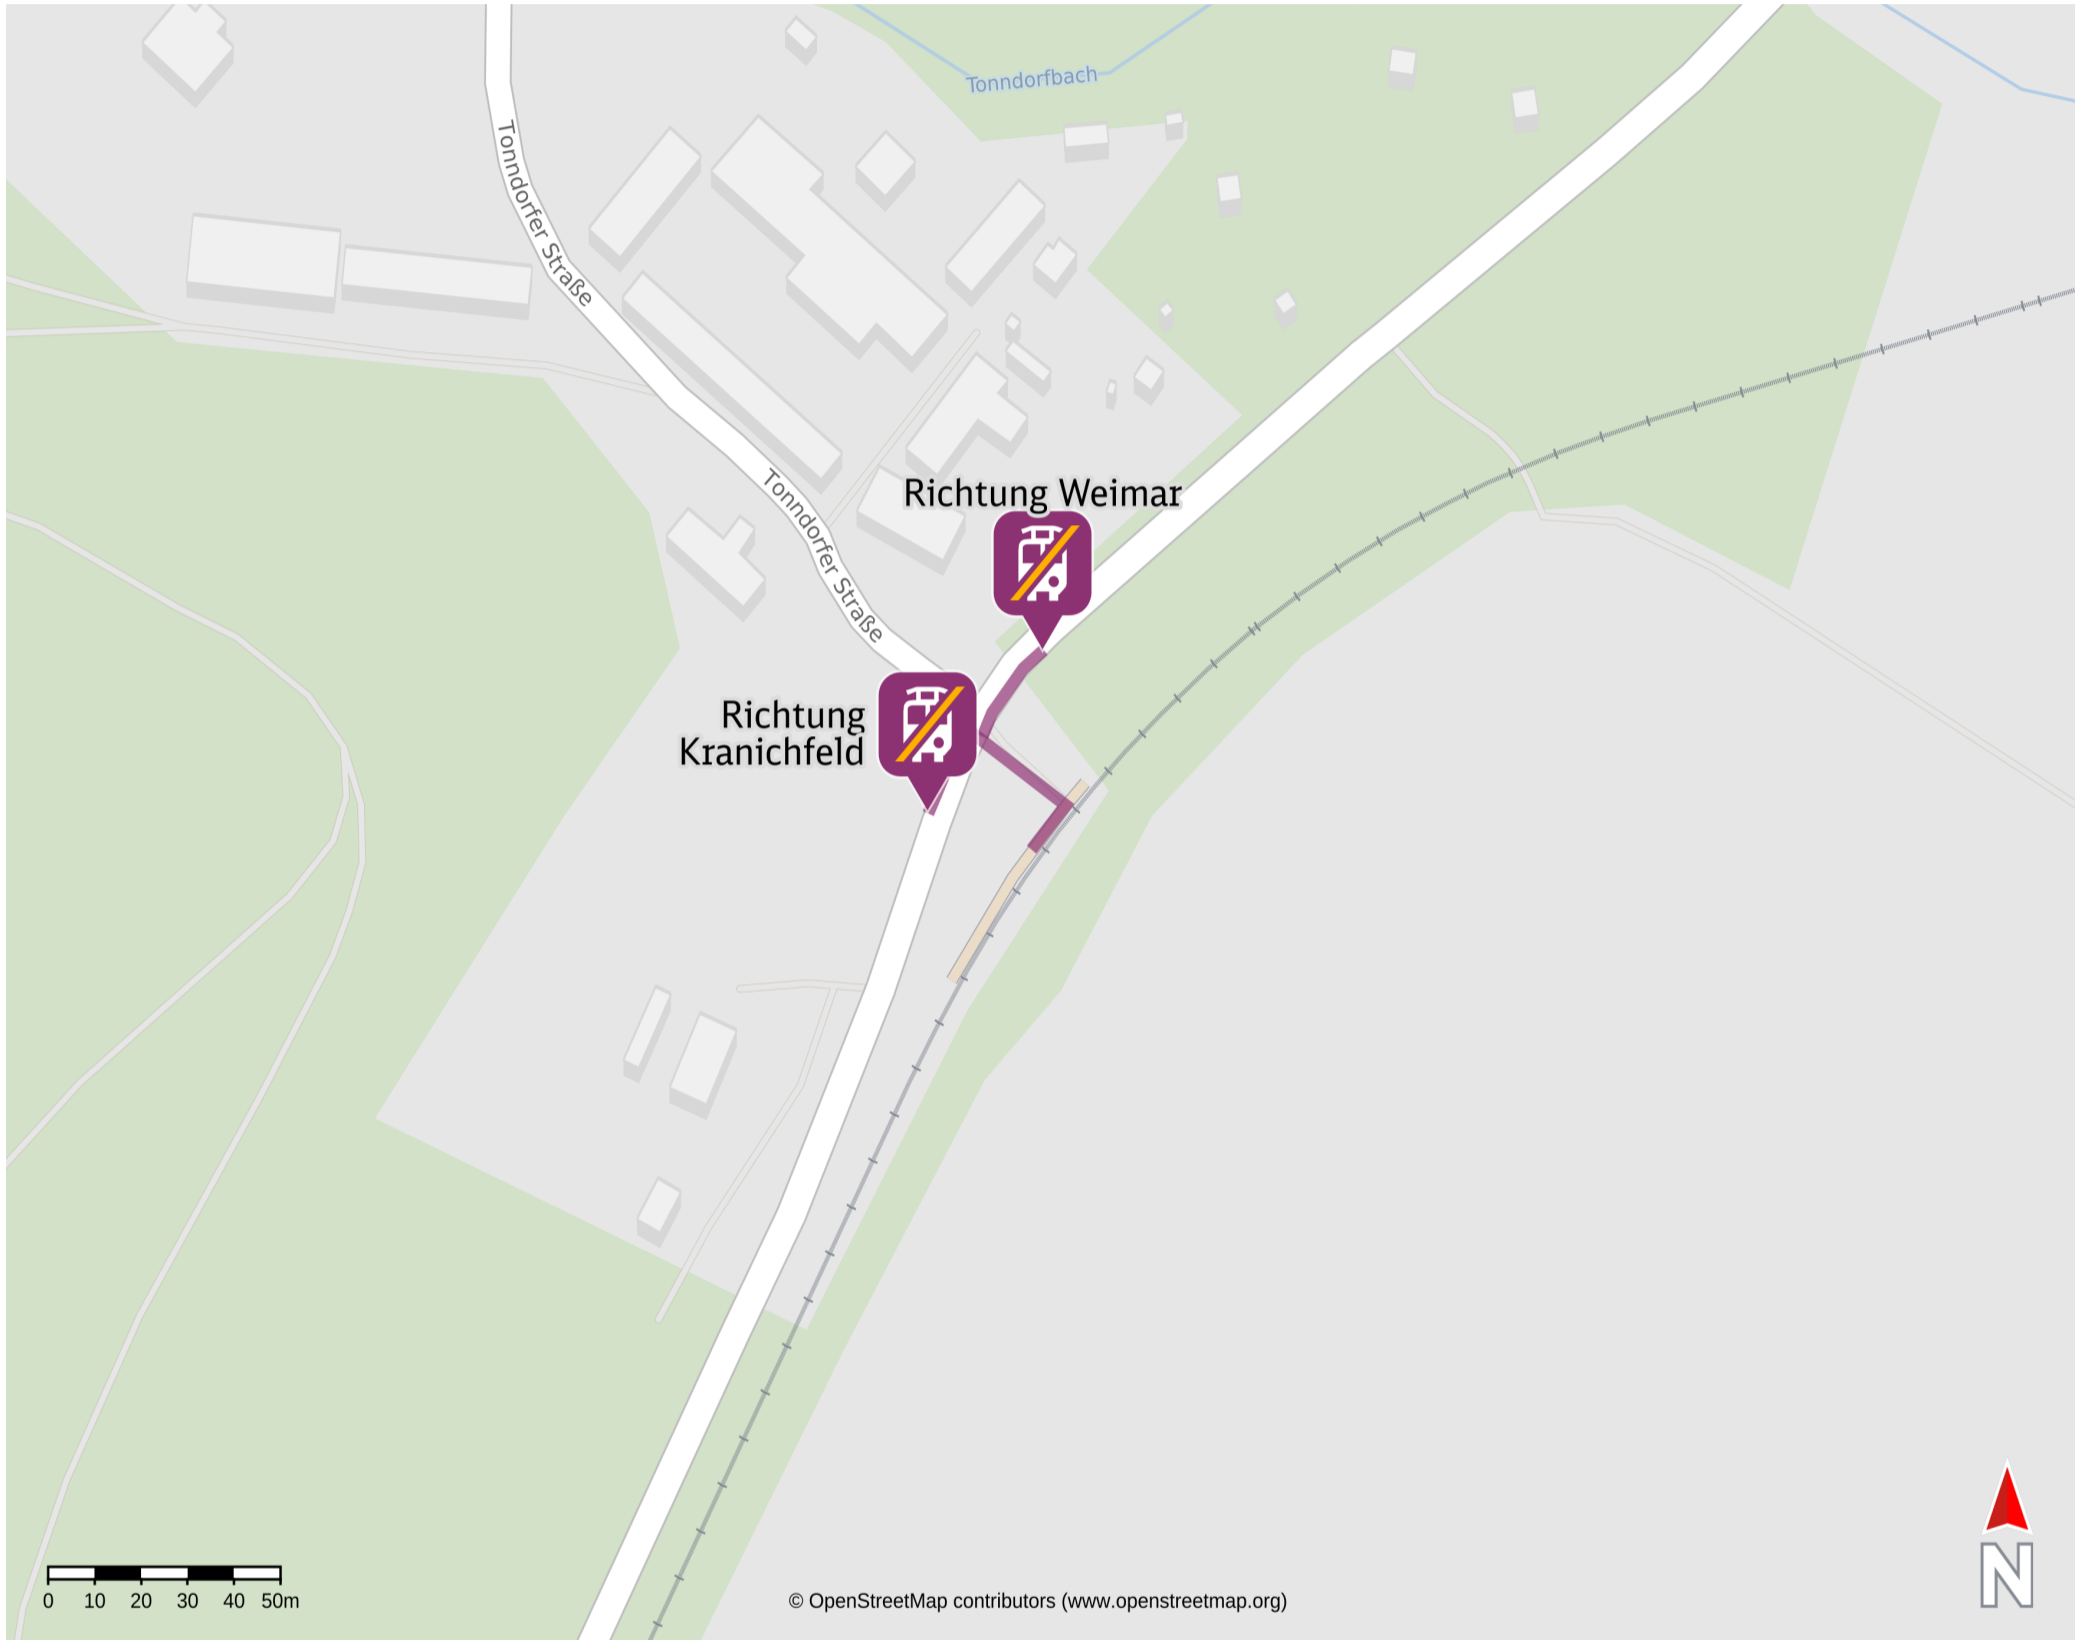 Tonndorfbach
Tonndorfer Straße
Tonndorfer Straße
Richtung Weimar
Richtung
Kranichfeld
0 10 20 30 40 50m
© OpenStreetMap contributors (www.openstreetmap.org)
N